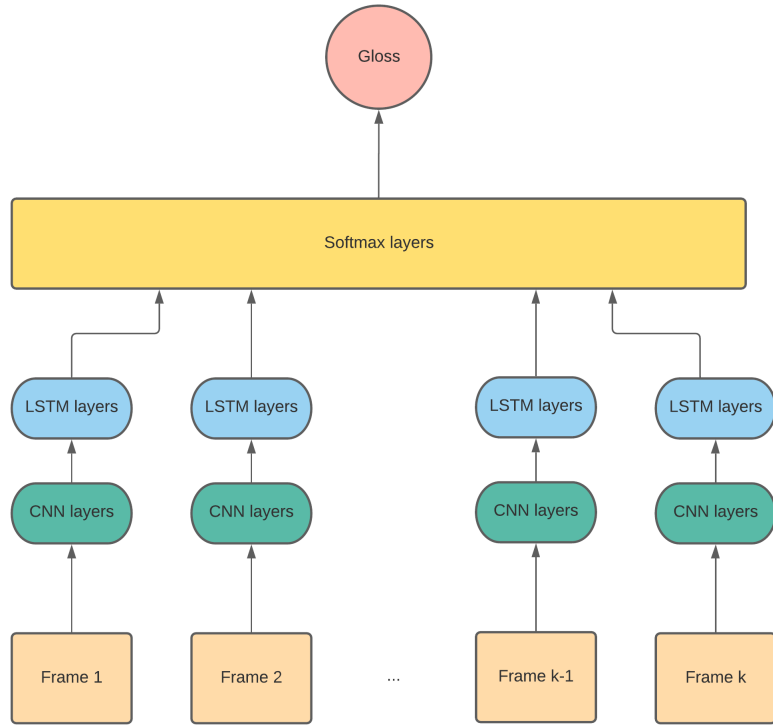 Gloss
Softmax layers
LSTM layers
LSTM layers
LSTM layers
LSTM layers
CNN layers
CNN layers
CNN layers
CNN layers
Frame 1
Frame 2
...
Frame k-1
Frame k